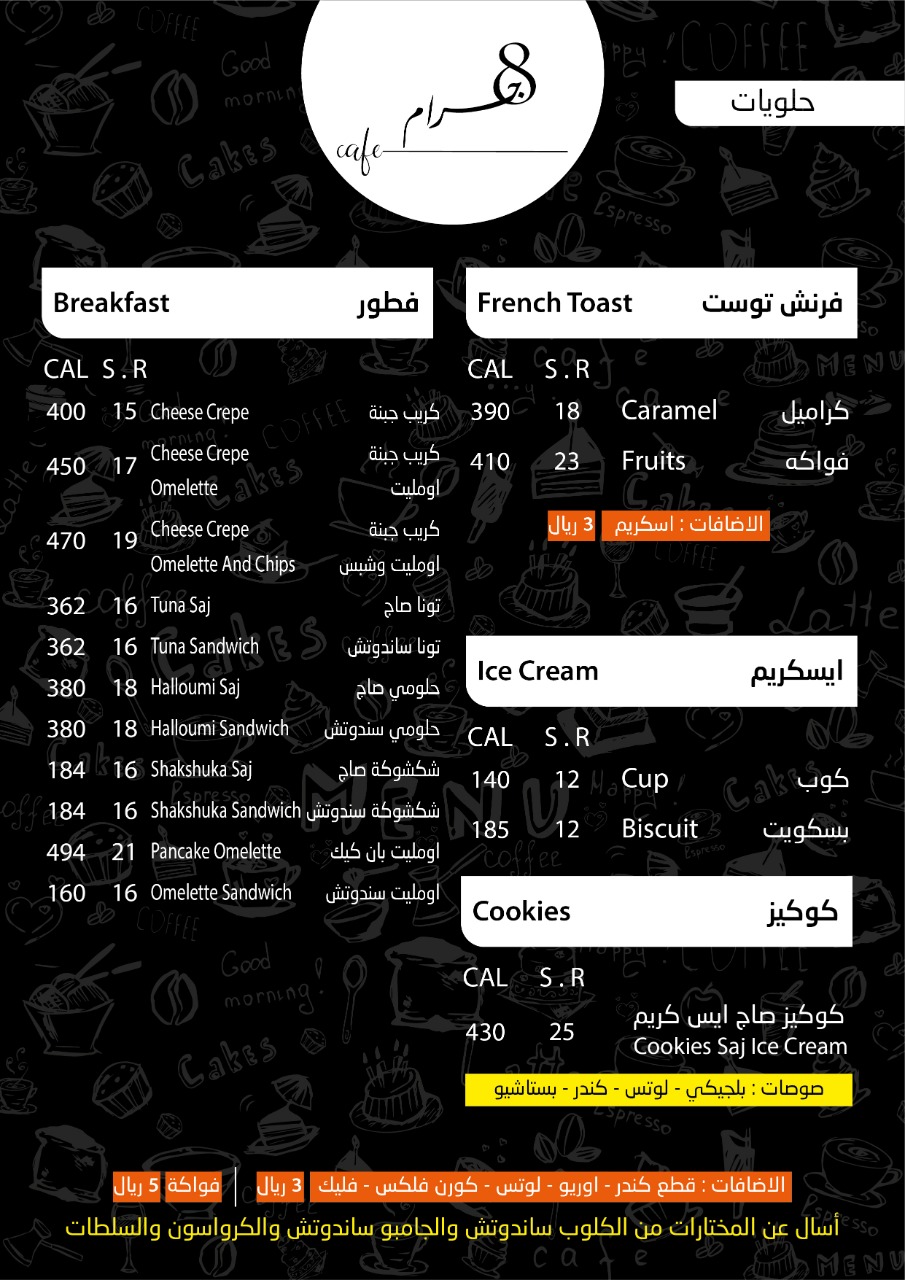 8 جرام
cafe
حلويات
Breakfast فطور
CAL S . R
400 15 Cheese Crepe كريب جبنة
450 17 Cheese Crepe كريب جبنة
Omelette اومليت
470 19 Cheese Crepe كريب جبنة
Omelette And Chips اومليت وشبس
362 16 Tuna Saj تونا صاج
362 16 Tuna Sandwich تونا ساندوتش
380 18 Halloumi Saj حلومي صاج
380 18 Halloumi Sandwich حلومي سندوتش
184 16 Shakshuka Saj شكشوكة صاج
184 16 Shakshuka Sandwich شكشوكة سندوتش
494 21 Pancake Omelette اومليت بان كيك
160 16 Omelette Sandwich اومليت سندوتش
French Toast فرنش توست
CAL S . R
390 18 Caramel كراميل
410 23 Fruits فواكه
الاضافات : اسكريم 3 ريال
Ice Cream ايسكريم
CAL S . R
140 12 Cup كوب
185 12 Biscuit بسكويت
Cookies كوكيز
CAL S . R
430 25 كوكيز صاج ايس كريم
Cookies Saj Ice Cream
صوصات : بلجيكي - لوتس - كندر - بستاشيو
الاضافات : قطع كندر - اوريو - لوتس - كورن فلكس - فليك 3 ريال | فواكة 5 ريال
أسال عن المختارات من الكلوب ساندوتش والجامبو ساندوتش والكرواسون والسلطات